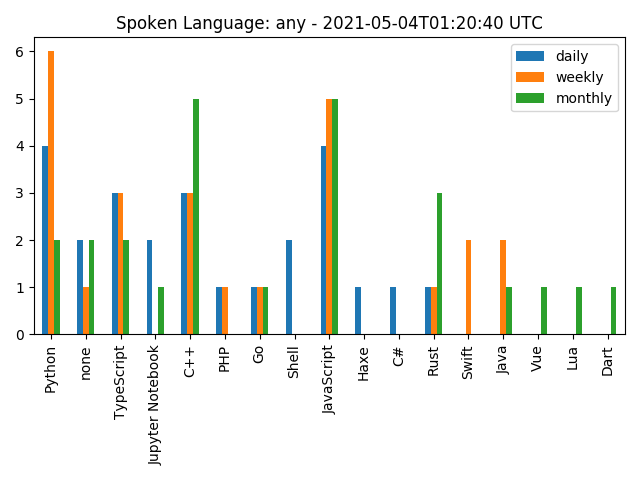 Spoken Language: any - 2021-05-04T01:20:40 UTC
daily
weekly
monthly
6
5
4
3
2
1
0
Python
none
TypeScript
Jupyter Notebook
C++
PHP
Go
Shell
JavaScript
Haxe
C#
Rust
Swift
Java
Vue
Lua
Dart